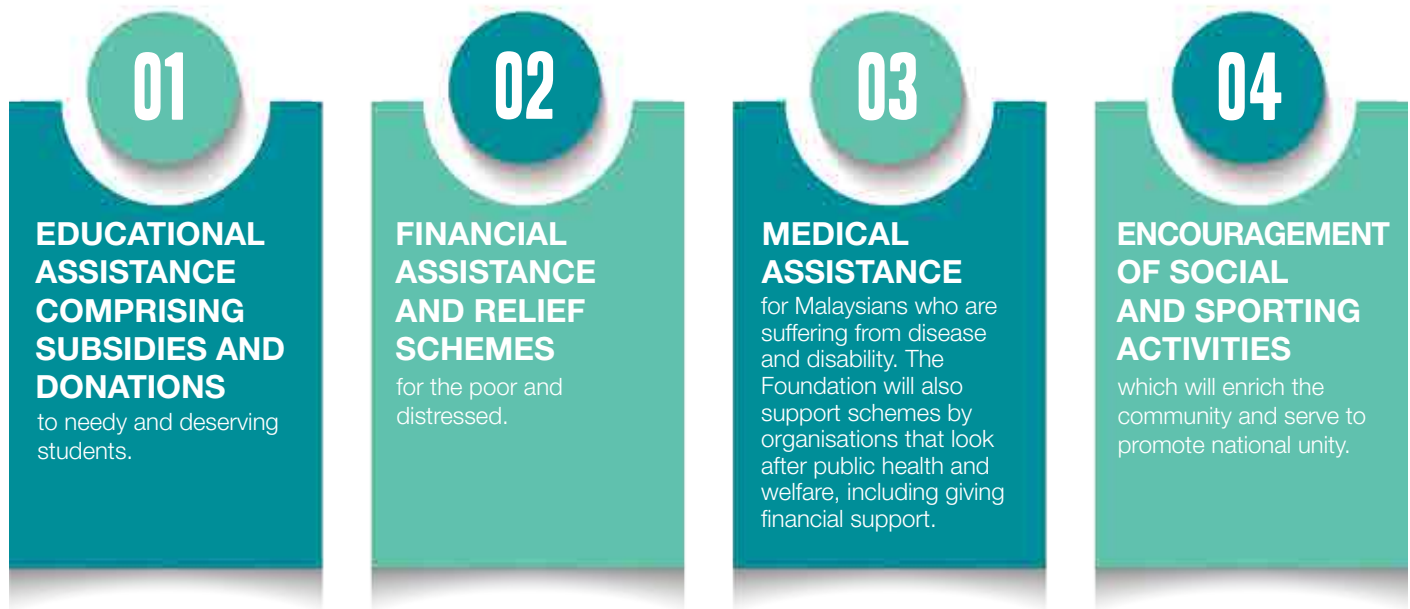 01
EDUCATIONAL
ASSISTANCE
COMPRISING
SUBSIDIES AND
DONATIONS
to needy and deserving
students.
02
FINANCIAL
ASSISTANCE
AND RELIEF
SCHEMES
for the poor and
distressed.
03
MEDICAL
ASSISTANCE
for Malaysians who are
suffering from disease
and disability. The
Foundation will also
support schemes by
organisations that look
after public health and
welfare, including giving
financial support.
04
ENCOURAGEMENT
OF SOCIAL
AND SPORTING
ACTIVITIES
which will enrich the
community and serve to
promote national unity.